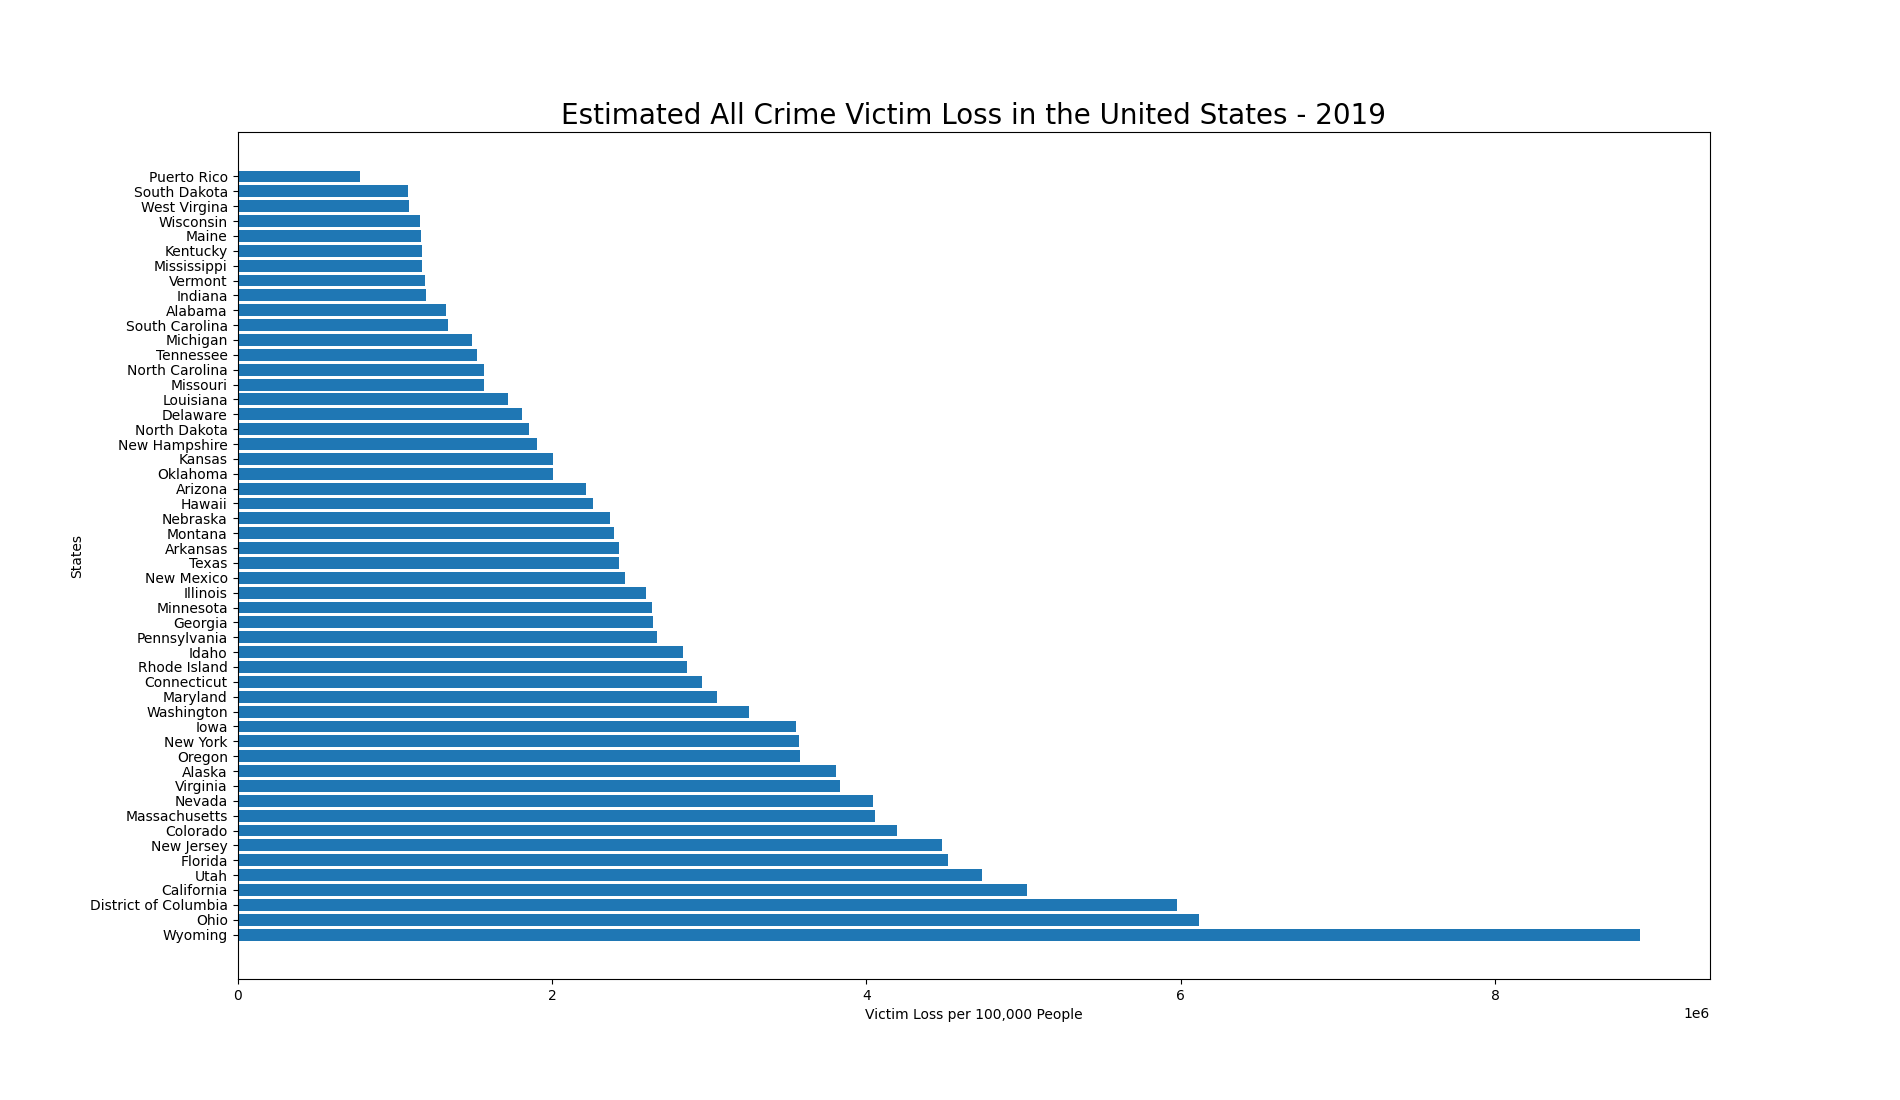 Estimated All Crime Victim Loss in the United States - 2019
Puerto Rico
South Dakota
West Virgina
Wisconsin
Maine
Kentucky
Mississippi
Vermont
Indiana
Alabama
South Carolina
Michigan
Tennessee
North Carolina
Missouri
Louisiana
Delaware
North Dakota
New Hampshire
Kansas
Oklahoma
Arizona
Hawaii
Nebraska
Montana
Arkansas
Texas
New Mexico
Illinois
Minnesota
Georgia
Pennsylvania
Idaho
Rhode Island
Connecticut
Maryland
Washington
Iowa
New York
Oregon
Alaska
Virginia
Nevada
Massachusetts
Colorado
New Jersey
Florida
Utah
California
District of Columbia
Ohio
Wyoming
States
0 2 4 6 8
1e6
Victim Loss per 100,000 People